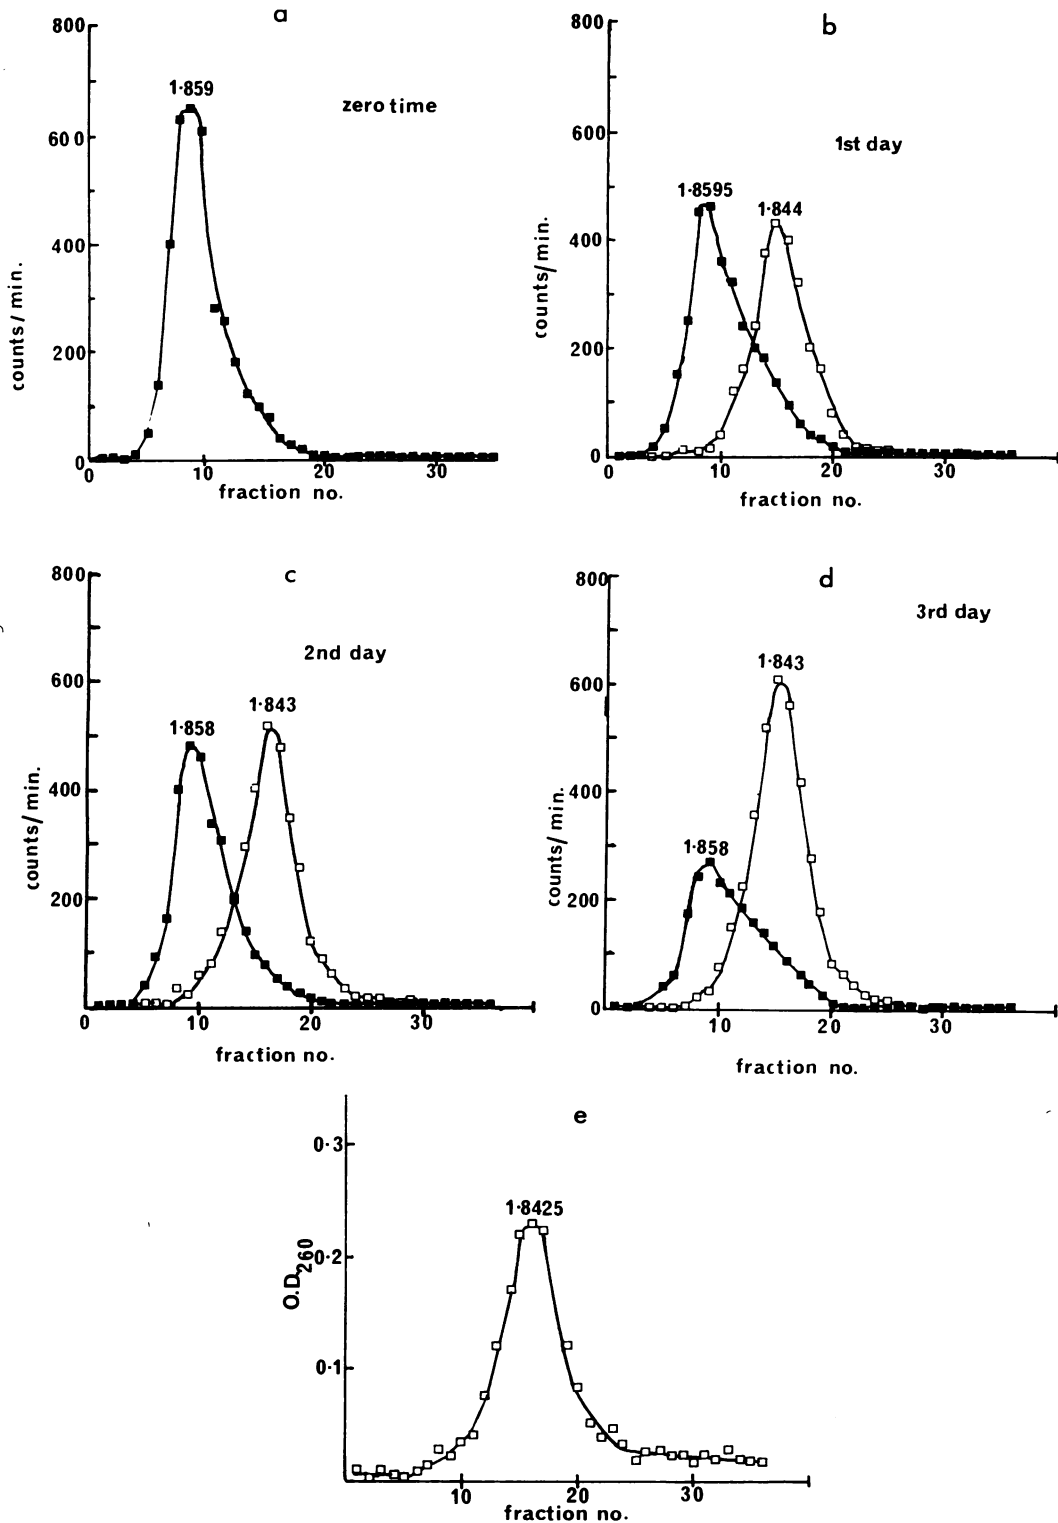 a
800
600
400
200
0
counts / min.
1·859
zero time
0 10 20 30
fraction no.
b
800
600
400
200
0
counts/min.
1·8595
1·844
1st day
0 10 20 30
fraction no.
c
800
600
400
200
0
counts/min.
1·858
1·843
2nd day
10 20 30
fraction no.
d
800
600
400
200
0
counts/min.
1·858
1·843
3rd day
10 20 30
fraction no.
e
0·3
0·2
0·1
O.D260
1·8425
10 20 30
fraction no.